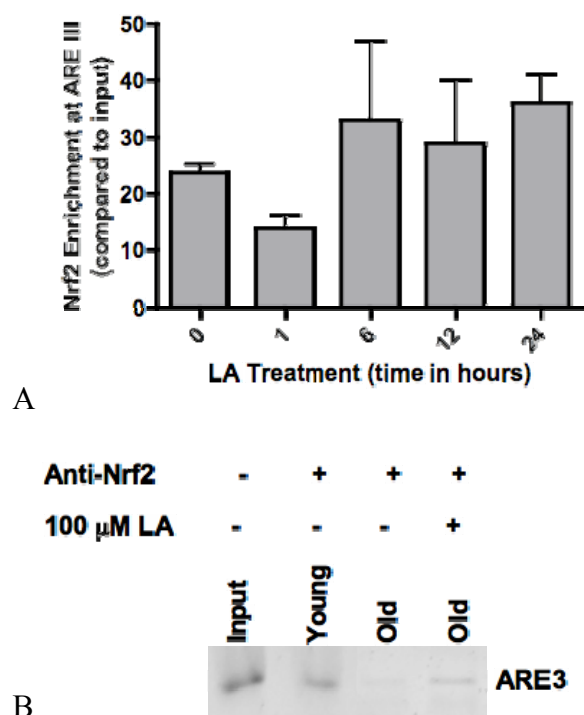 Nrf2 Enrichment at ARE III
(compared to input)
50
40
30
20
10
0
0 1 6 12 24
LA Treatment (time in hours)
A
Anti-Nrf2 - + + +
100 µM LA - - - +
Input Young Old Old
ARE3
B